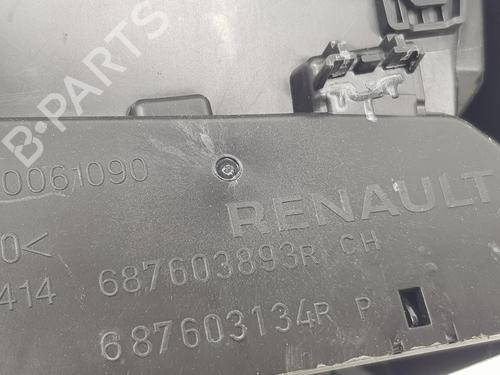 B-PARTS
0061090
RENAULT
0<
414
687603893R CH
687603134R P